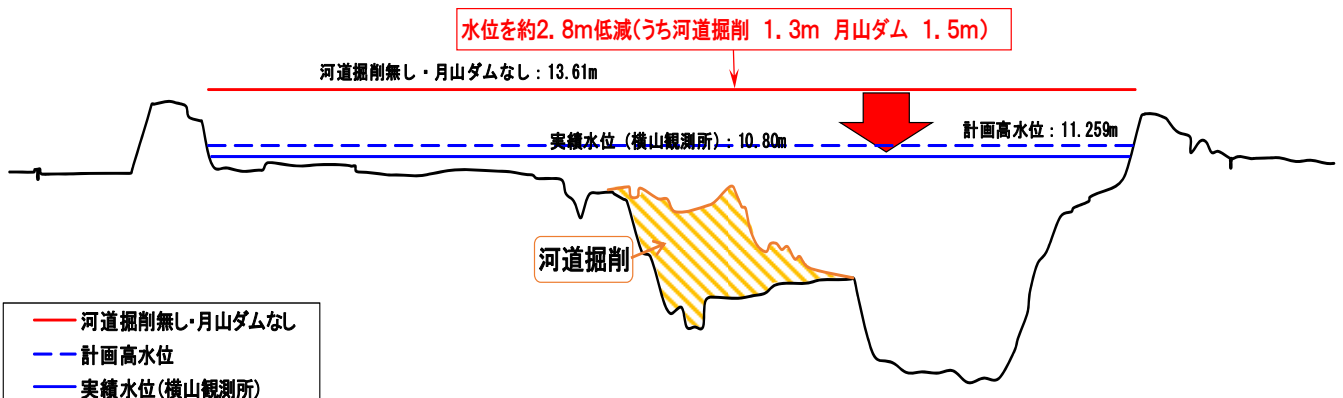 水位を約2.8m低減(うち河道掘削 1.3m 月山ダム 1.5m)
河道掘削無し・月山ダムなし：13.61m
実績水位（横山観測所）：10.80m
計画高水位：11.259m
河道掘削
河道掘削無し・月山ダムなし
計画高水位
実績水位(横山観測所)